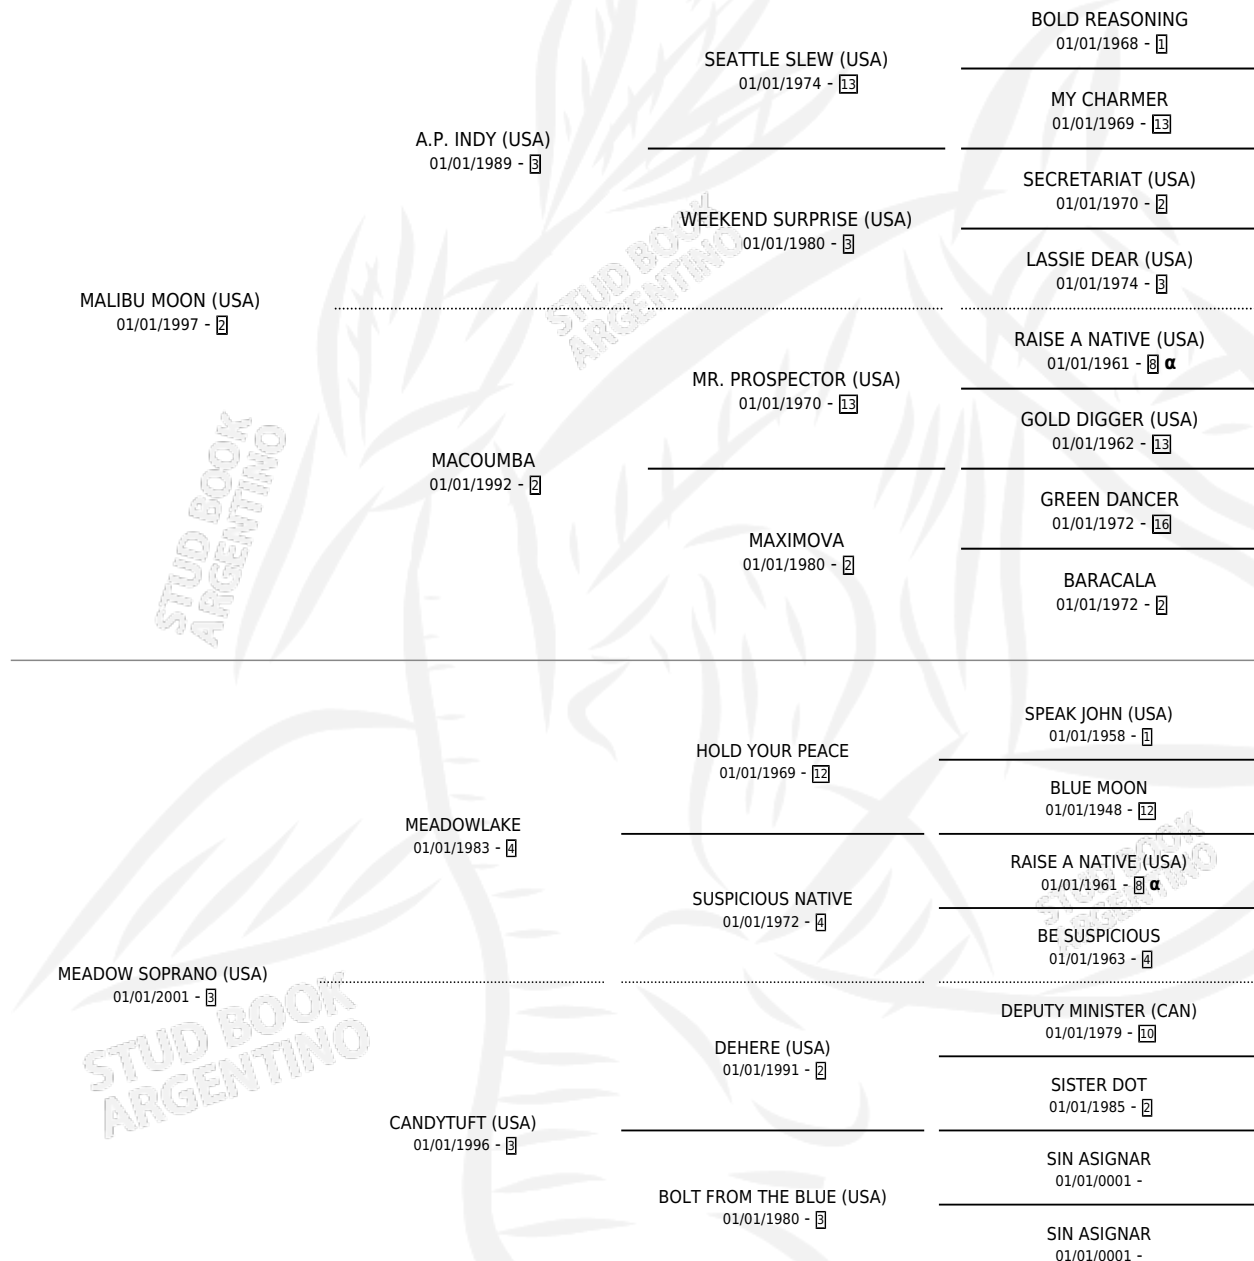 BOLD REASONING
01/01/1968 - 1
SEATTLE SLEW (USA)
01/01/1974 - 13
MY CHARMER
01/01/1969 - 13
A.P. INDY (USA)
01/01/1989 - 3
SECRETARIAT (USA)
01/01/1970 - 2
WEEKEND SURPRISE (USA)
01/01/1980 - 3
LASSIE DEAR (USA)
01/01/1974 - 3
MALIBU MOON (USA)
01/01/1997 - 2
RAISE A NATIVE (USA)
01/01/1961 - 8 α
MR. PROSPECTOR (USA)
01/01/1970 - 13
GOLD DIGGER (USA)
01/01/1962 - 13
MACOUMBA
01/01/1992 - 2
GREEN DANCER
01/01/1972 - 16
MAXIMOVA
01/01/1980 - 2
BARACALA
01/01/1972 - 2
SPEAK JOHN (USA)
01/01/1958 - 1
HOLD YOUR PEACE
01/01/1969 - 12
BLUE MOON
01/01/1948 - 12
MEADOWLAKE
01/01/1983 - 4
RAISE A NATIVE (USA)
01/01/1961 - 8 α
SUSPICIOUS NATIVE
01/01/1972 - 4
BE SUSPICIOUS
01/01/1963 - 4
MEADOW SOPRANO (USA)
01/01/2001 - 3
DEPUTY MINISTER (CAN)
01/01/1979 - 10
DEHERE (USA)
01/01/1991 - 2
SISTER DOT
01/01/1985 - 2
CANDYTUFT (USA)
01/01/1996 - 3
SIN ASIGNAR
01/01/0001 -
BOLT FROM THE BLUE (USA)
01/01/1980 - 3
SIN ASIGNAR
01/01/0001 -
STUD BOOK
ARGENTINO
STUD BOOK
ARGENTINO
STUD BOOK
ARGENTINO
STUD BOOK
ARGENTINO